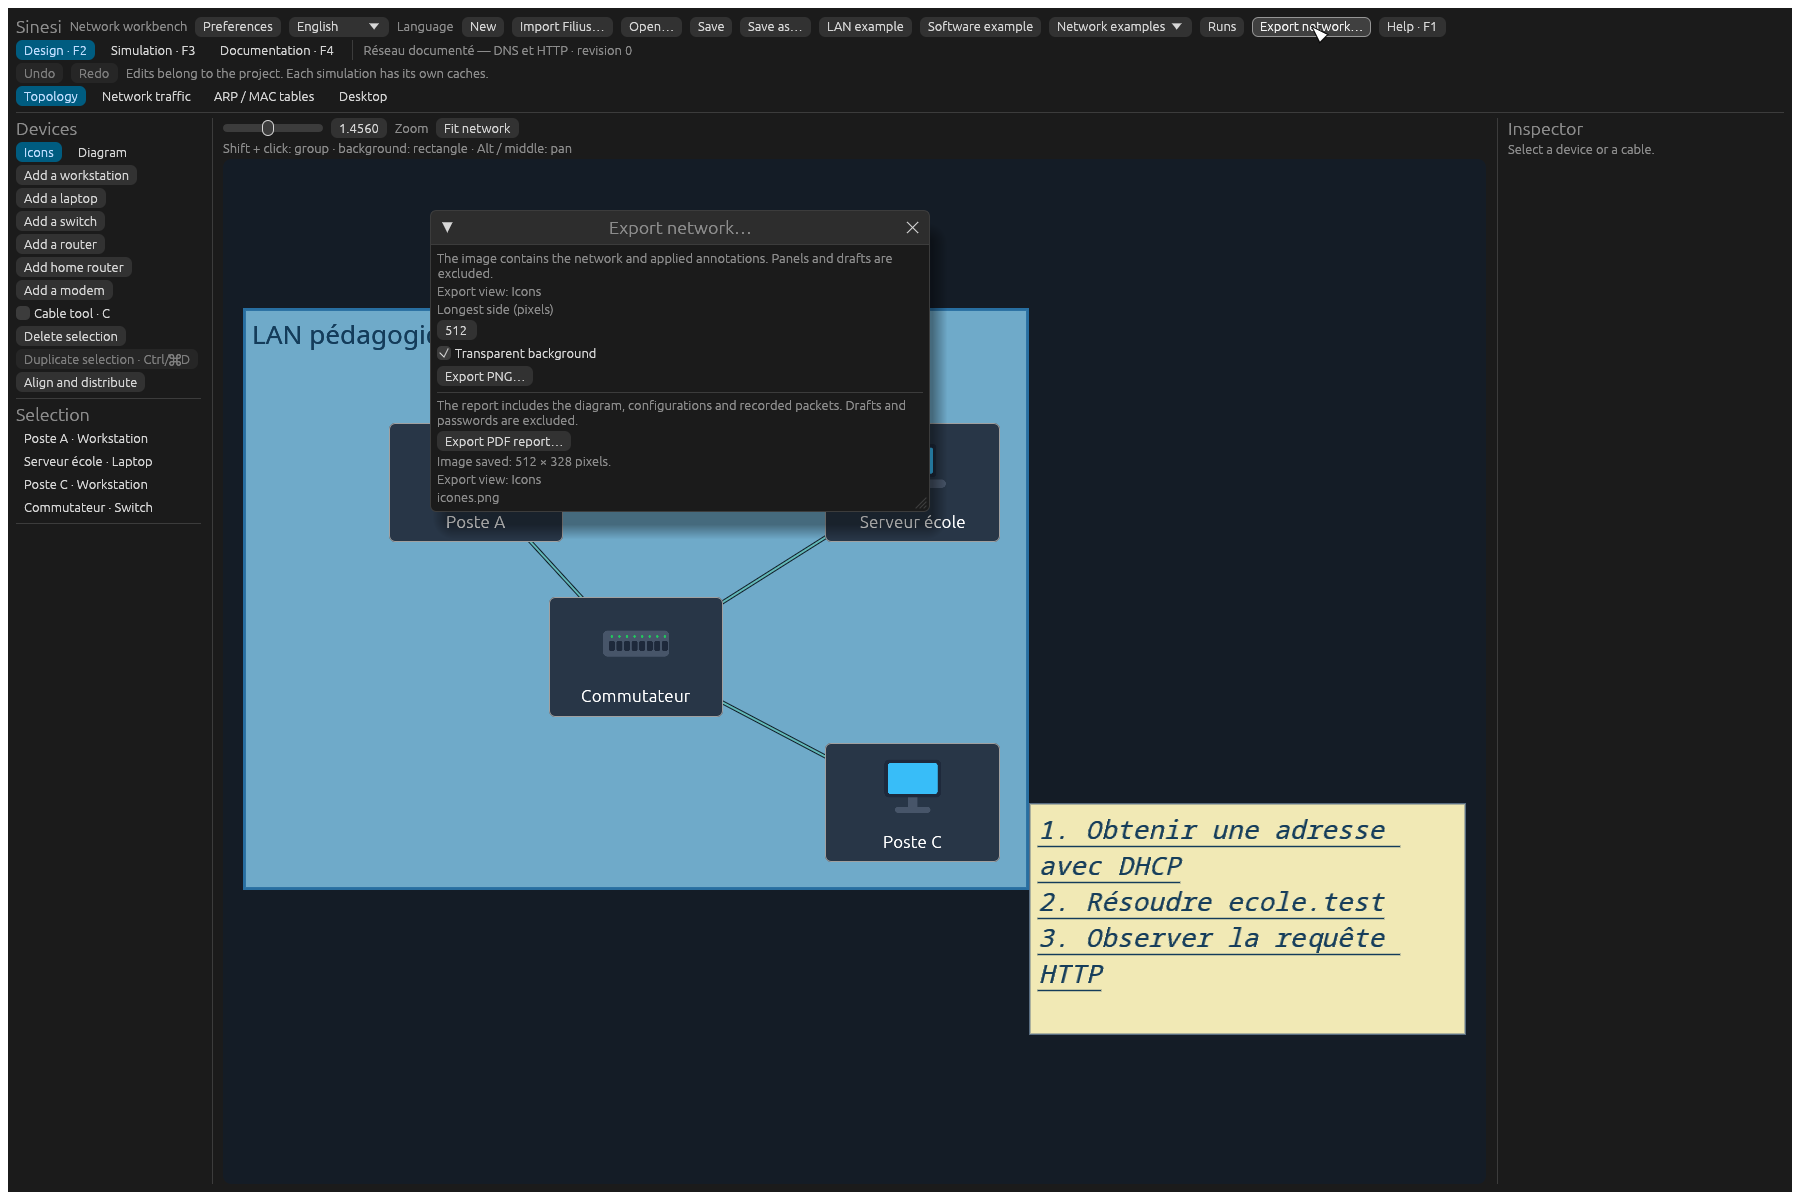 Sinesi Network workbench Preferences English Language New Import Filius... Open... Save Save as... LAN example Software example Network examples Runs Export network... Help · F1
Design · F2 Simulation · F3 Documentation · F4 Réseau documenté — DNS et HTTP · revision 0
Undo Redo Edits belong to the project. Each simulation has its own caches.
Topology Network traffic ARP / MAC tables Desktop
Devices
Icons Diagram
Add a workstation
Add a laptop
Add a switch
Add a router
Add home router
Add a modem
Cable tool · C
Delete selection
Duplicate selection · Ctrl/⌘D
Align and distribute
Selection
Poste A · Workstation
Serveur école · Laptop
Poste C · Workstation
Commutateur · Switch
1.4560 Zoom Fit network
Shift + click: group · background: rectangle · Alt / middle: pan
Export network...
The image contains the network and applied annotations. Panels and drafts are
excluded.
Export view: Icons
Longest side (pixels)
512
Transparent background
Export PNG...
The report includes the diagram, configurations and recorded packets. Drafts and
passwords are excluded.
Export PDF report...
Image saved: 512 × 328 pixels.
Export view: Icons
icones.png
LAN pédagogi
Poste A
Serveur école
Commutateur
Poste C
1. Obtenir une adresse
avec DHCP
2. Résoudre ecole.test
3. Observer la requête
HTTP
Inspector
Select a device or a cable.